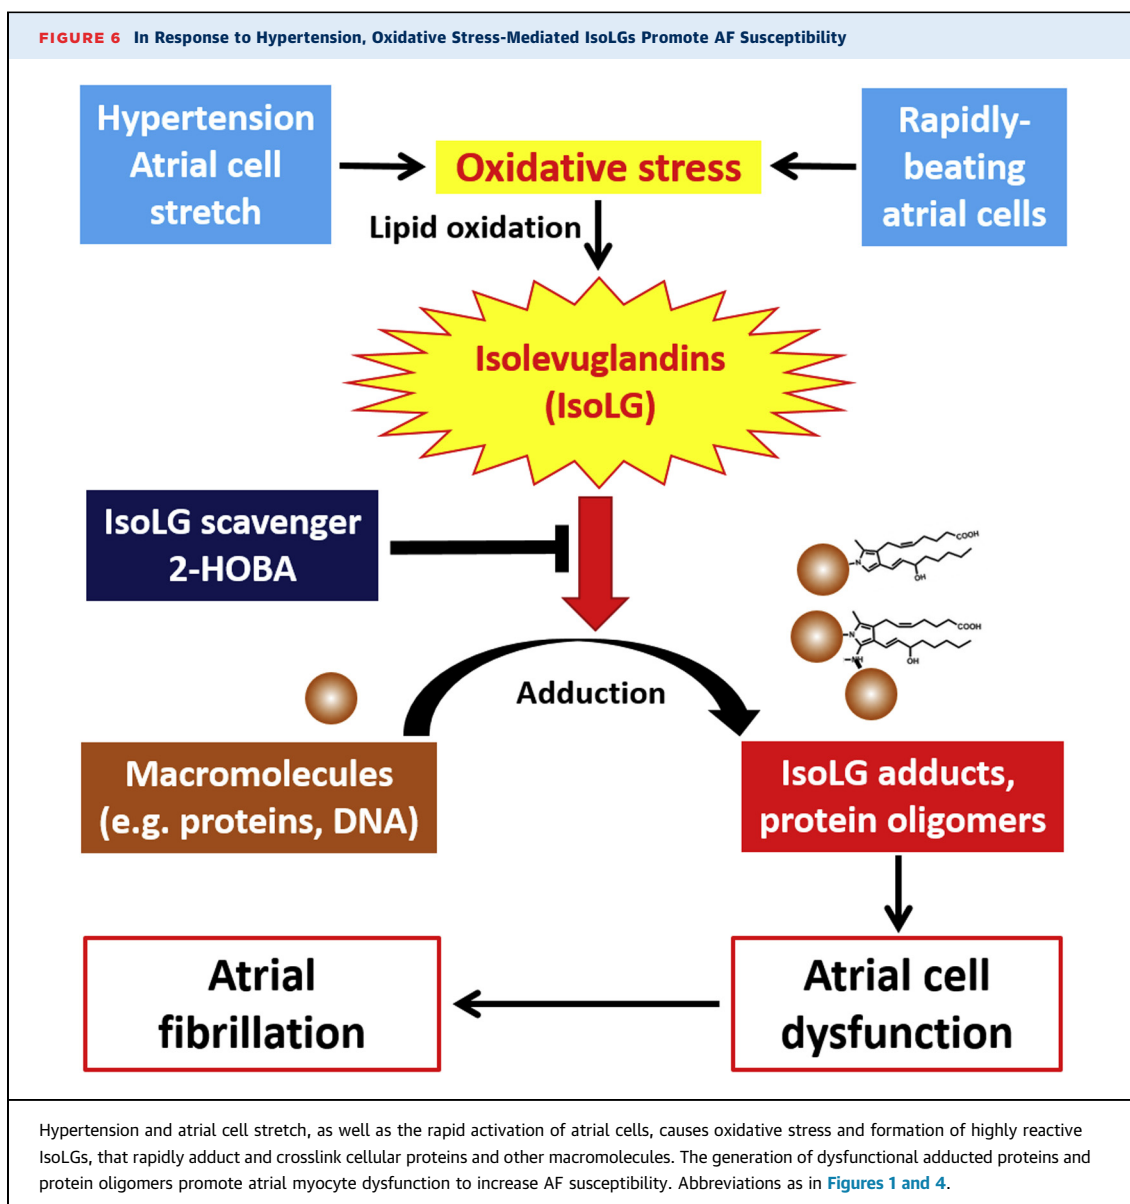 FIGURE 6 In Response to Hypertension, Oxidative Stress-Mediated IsoLGs Promote AF Susceptibility
Hypertension
Atrial cell
stretch
Oxidative stress
Rapidly-
beating
atrial cells
Lipid oxidation
Isolevuglandins
(IsoLG)
IsoLG scavenger
2-HOBA
COOH
N
OH
COOH
N
OH
NH
Adduction
Macromolecules
(e.g. proteins, DNA)
IsoLG adducts,
protein oligomers
Atrial
fibrillation
Atrial cell
dysfunction
Hypertension and atrial cell stretch, as well as the rapid activation of atrial cells, causes oxidative stress and formation of highly reactive
IsoLGs, that rapidly adduct and crosslink cellular proteins and other macromolecules. The generation of dysfunctional adducted proteins and
protein oligomers promote atrial myocyte dysfunction to increase AF susceptibility. Abbreviations as in Figures 1 and 4.